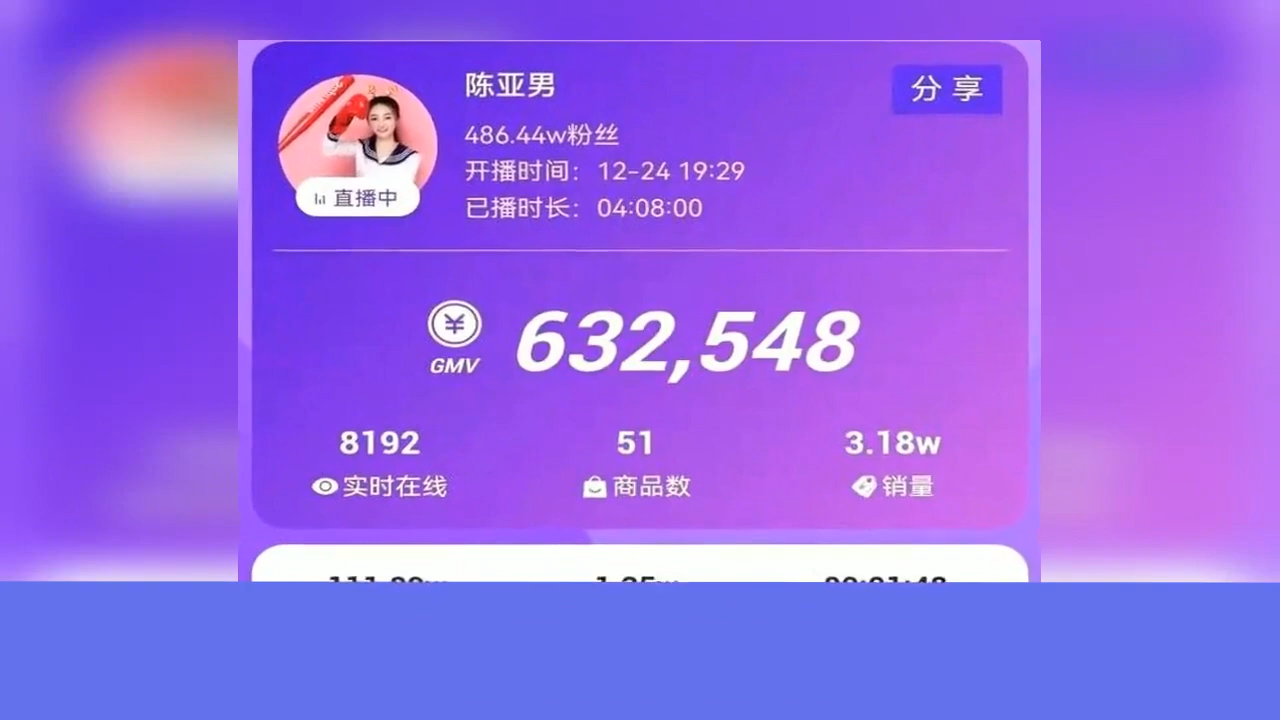 陈亚男
分享
486.44w粉丝
开播时间：12-24 19:29
直播中
已播时长：04:08:00
¥
GMV
632,548
8192
51
3.18w
实时在线
商品数
销量